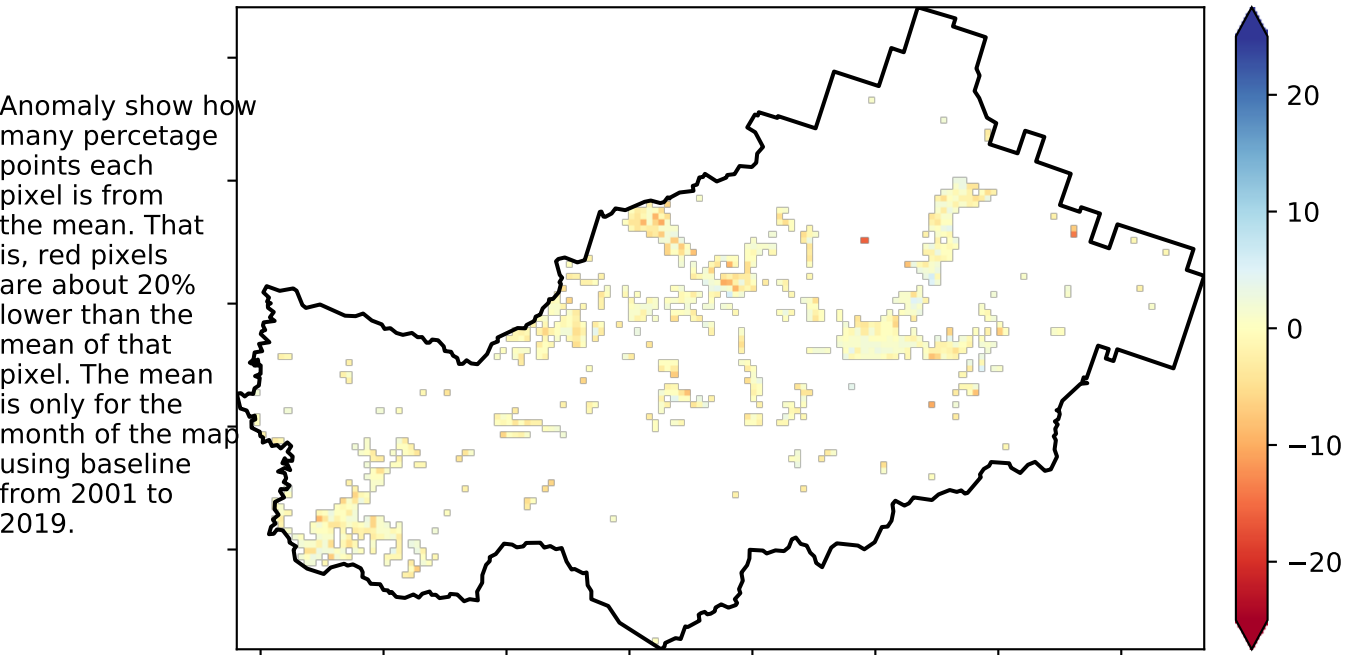 Anomaly show how
many percetage
points each
pixel is from
the mean. That
is, red pixels
are about 20%
lower than the
mean of that
pixel. The mean
is only for the
month of the map
using baseline
from 2001 to
2019.
20
10
0
−10
−20